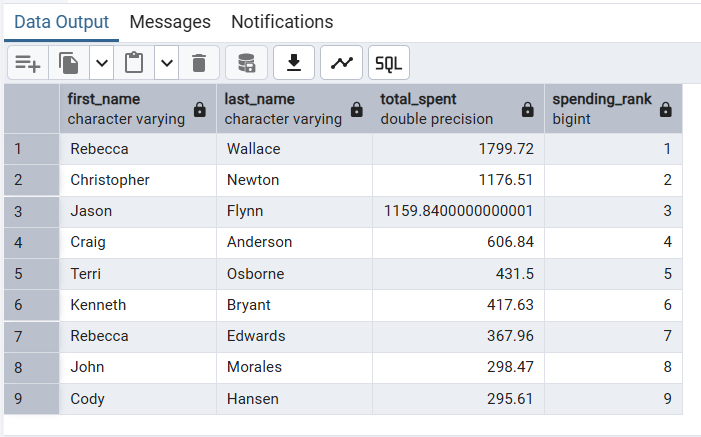 Data Output Messages Notifications
SQL
first_name last_name total_spent spending_rank
character varying character varying double precision bigint
1 Rebecca Wallace 1799.72 1
2 Christopher Newton 1176.51 2
3 Jason Flynn 1159.8400000000001 3
4 Craig Anderson 606.84 4
5 Terri Osborne 431.5 5
6 Kenneth Bryant 417.63 6
7 Rebecca Edwards 367.96 7
8 John Morales 298.47 8
9 Cody Hansen 295.61 9